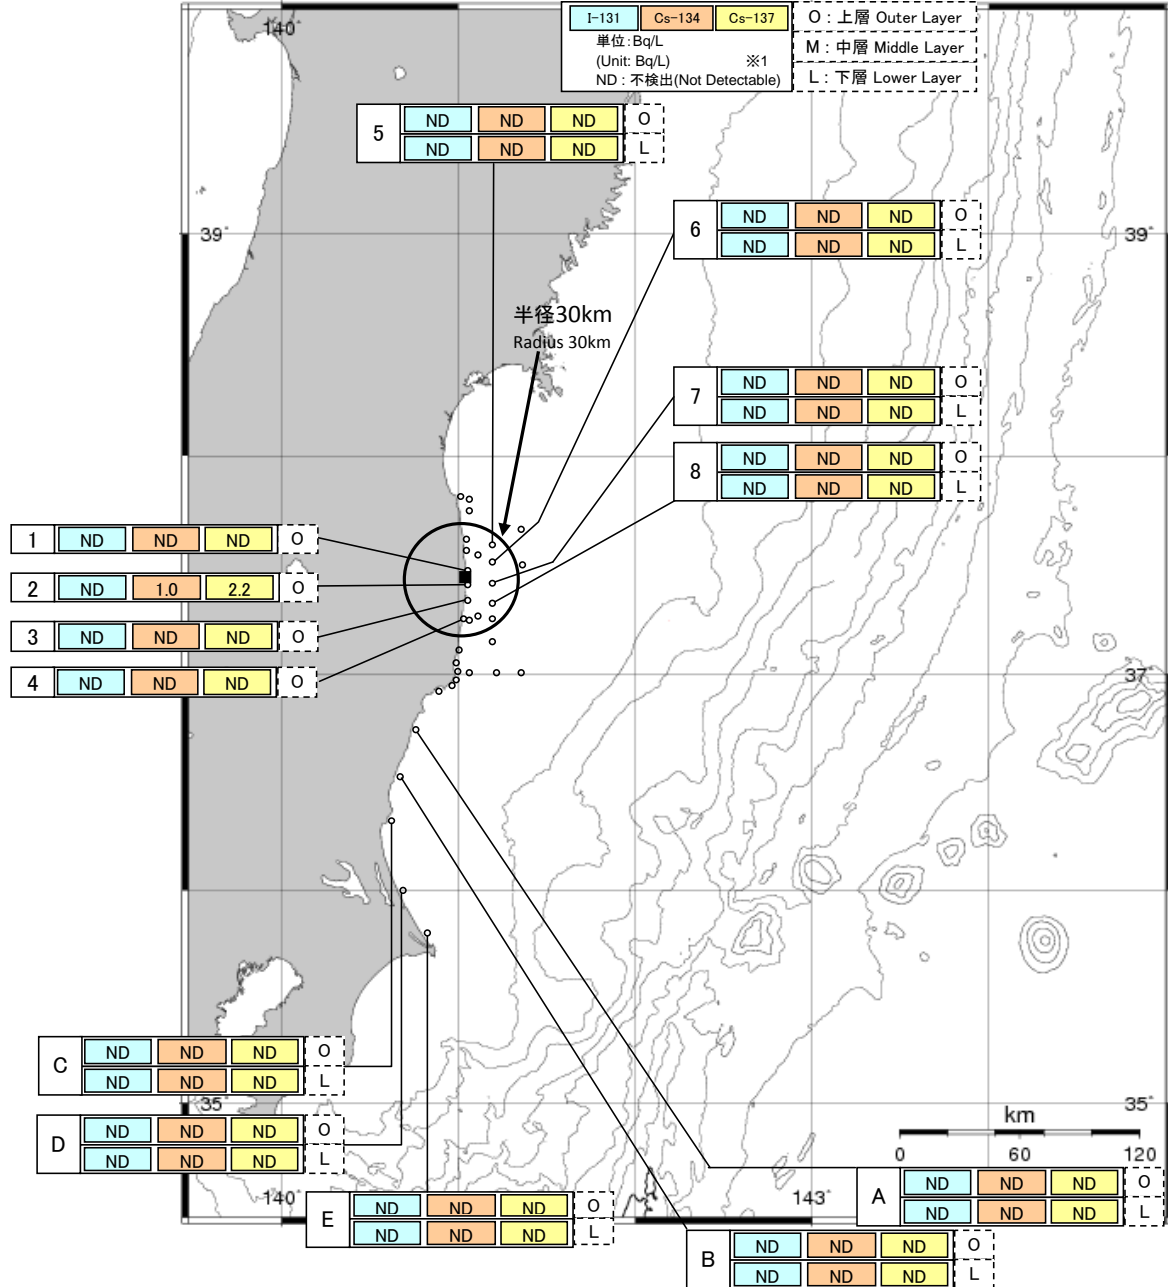 I-131 Cs-134 Cs-137
単位:Bq/L
(Unit: Bq/L) ※1
ND : 不検出(Not Detectable)
O : 上層 Outer Layer
M : 中層 Middle Layer
L : 下層 Lower Layer
140°
5 ND ND ND O
ND ND ND L
6 ND ND ND O
ND ND ND L
39°
39°
半径30km
Radius 30km
7 ND ND ND O
ND ND ND L
8 ND ND ND O
ND ND ND L
1 ND ND ND O
2 ND 1.0 2.2 O
3 ND ND ND O
4 ND ND ND O
37°
C ND ND ND O
ND ND ND L
35°
35°
D ND ND ND O
ND ND ND L
km
0 60 120
140°
143°
A ND ND ND O
ND ND ND L
E ND ND ND O
ND ND ND L
B ND ND ND O
ND ND ND L